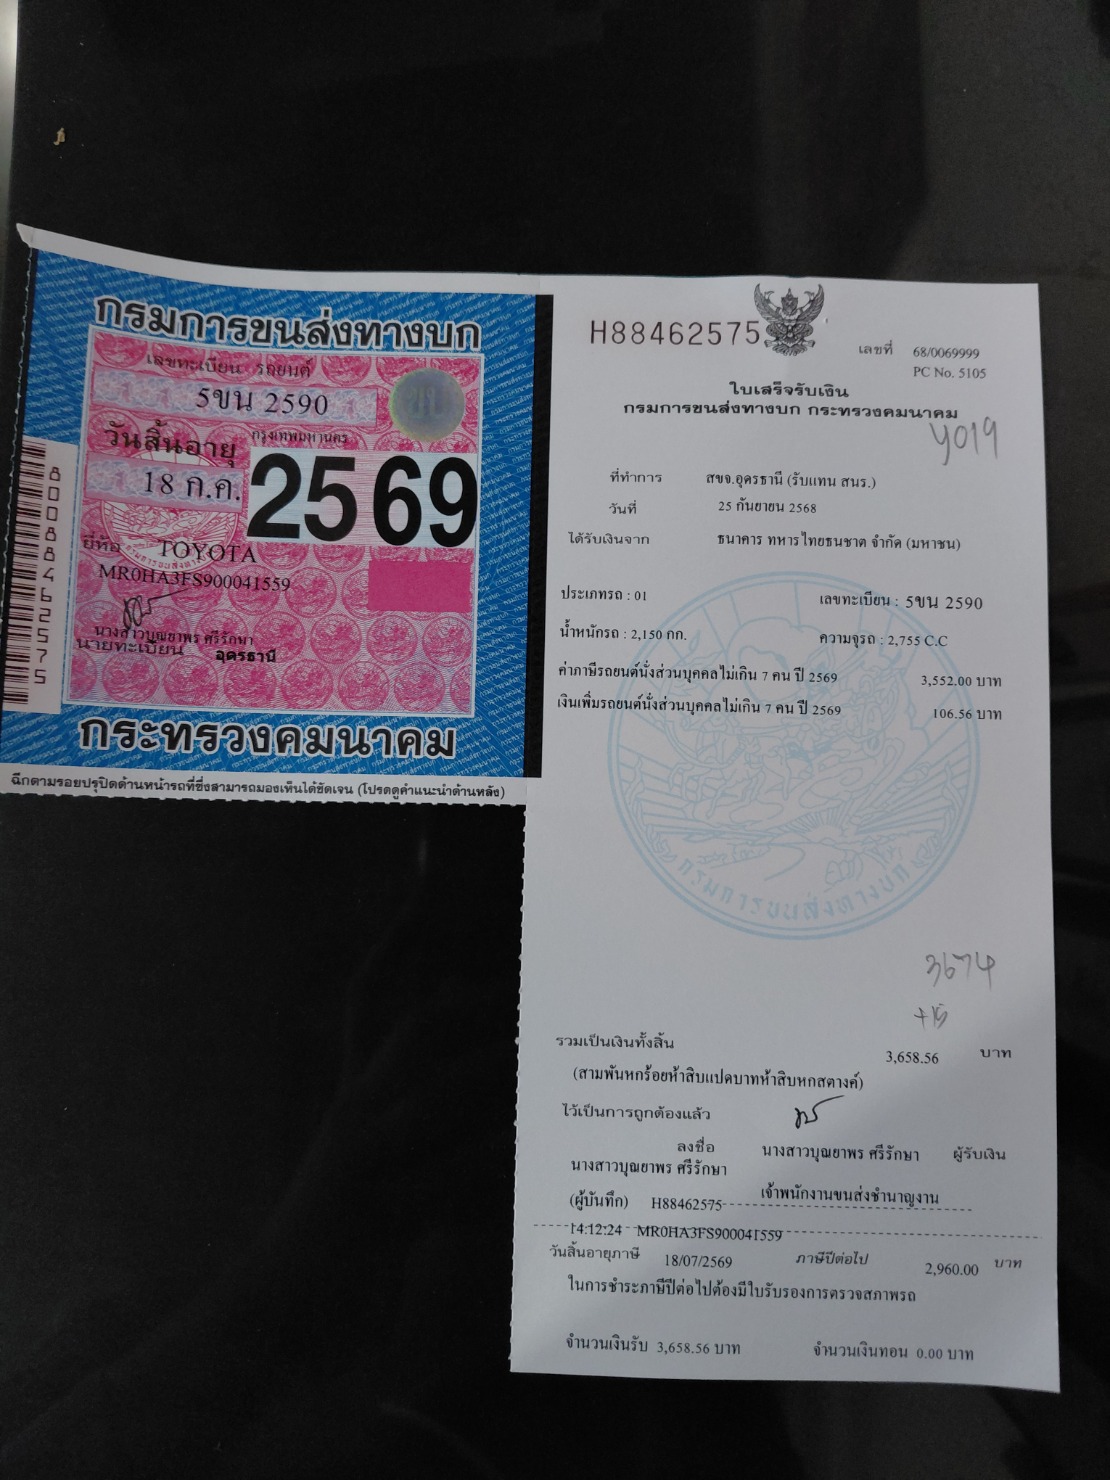 กรมการขนส่งทางบก
เลขทะเบียน รถยนต์
5ขน 2590
กรุงเทพมหานคร
วันสิ้นอายุ
18 ก.ค. 2569
ยี่ห้อ TOYOTA
MR0HA3FS900041559
นางสาวบุณยาพร ศรีรักษา
นายทะเบียน อุดรธานี
กระทรวงคมนาคม
80088462575
ฉีกตามรอยปรุปิดด้านหน้ารถที่ซึ่งสามารถมองเห็นได้ชัดเจน (โปรดดูคำแนะนำด้านหลัง)
H88462575
เลขที่ 68/0069999
PC No. 5105
ใบเสร็จรับเงิน
กรมการขนส่งทางบก กระทรวงคมนาคม
4019
ที่ทำการ สขจ.อุดรธานี (รับแทน สนร.)
วันที่ 25 กันยายน 2568
ได้รับเงินจาก ธนาคาร ทหารไทยธนชาต จำกัด (มหาชน)
ประเภทรถ : 01 เลขทะเบียน : 5ขน 2590
น้ำหนักรถ : 2,150 กก. ความจุรถ : 2,755 C.C
ค่าภาษีรถยนต์นั่งส่วนบุคคลไม่เกิน 7 คน ปี 2569 3,552.00 บาท
เงินเพิ่มรถยนต์นั่งส่วนบุคคลไม่เกิน 7 คน ปี 2569 106.56 บาท
กรมการขนส่งทางบก
3674
+15
รวมเป็นเงินทั้งสิ้น 3,658.56 บาท
(สามพันหกร้อยห้าสิบแปดบาทห้าสิบหกสตางค์)
ไว้เป็นการถูกต้องแล้ว
ลงชื่อ นางสาวบุณยาพร ศรีรักษา ผู้รับเงิน
นางสาวบุณยาพร ศรีรักษา
(ผู้บันทึก) H88462575 เจ้าพนักงานขนส่งชำนาญงาน
14:12:24 MR0HA3FS900041559
วันสิ้นอายุภาษี 18/07/2569 ภาษีปีต่อไป 2,960.00 บาท
ในการชำระภาษีปีต่อไปต้องมีใบรับรองการตรวจสภาพรถ
จำนวนเงินรับ 3,658.56 บาท จำนวนเงินทอน 0.00 บาท